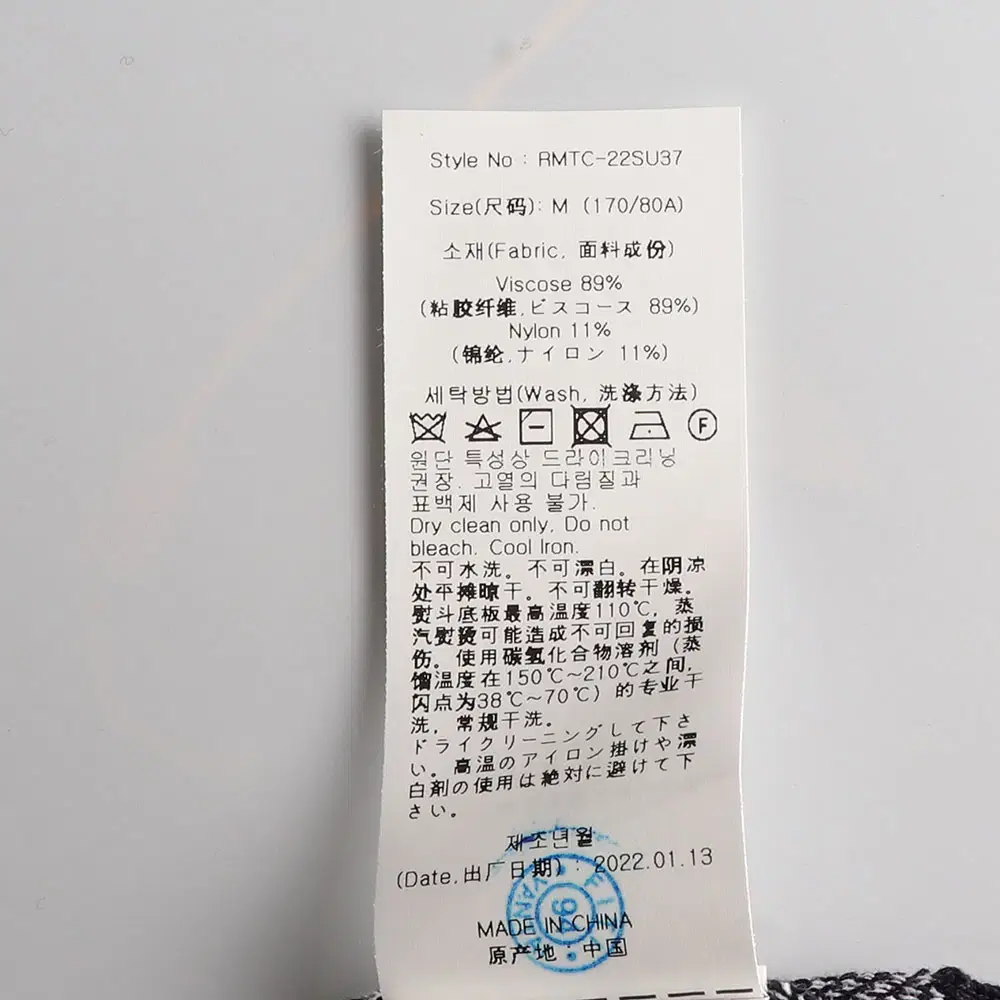 Style No : RMTC-22SU37
Size(尺码): M (170/80A)
소재(Fabric, 面料成份)
Viscose 89%
(粘胶纤维,ビスコース 89%)
Nylon 11%
(锦纶,ナイロン 11%)
세탁방법(Wash, 洗涤方法)
F
원단 특성상 드라이크리닝
권장. 고열의 다림질과
표백제 사용 불가.
Dry clean only, Do not
bleach. Cool Iron.
不可水洗。不可漂白。在阴凉
处平摊晾干。不可翻转干燥。
熨斗底板最高温度110℃, 蒸
汽熨烫可能造成不可回复的损
伤。使用碳氢化合物溶剂 (蒸
馏温度在150℃~210℃之间,
闪点为38℃~70℃) 的专业干
洗, 常规干洗。
ドライクリーニングして下さ
い。高温のアイロン掛けや漂
白剤の使用は絶対に避けて下
さい。
제조년월
(Date,出厂日期) : 2022.01.13
MADE IN CHINA
原产地 : 中国